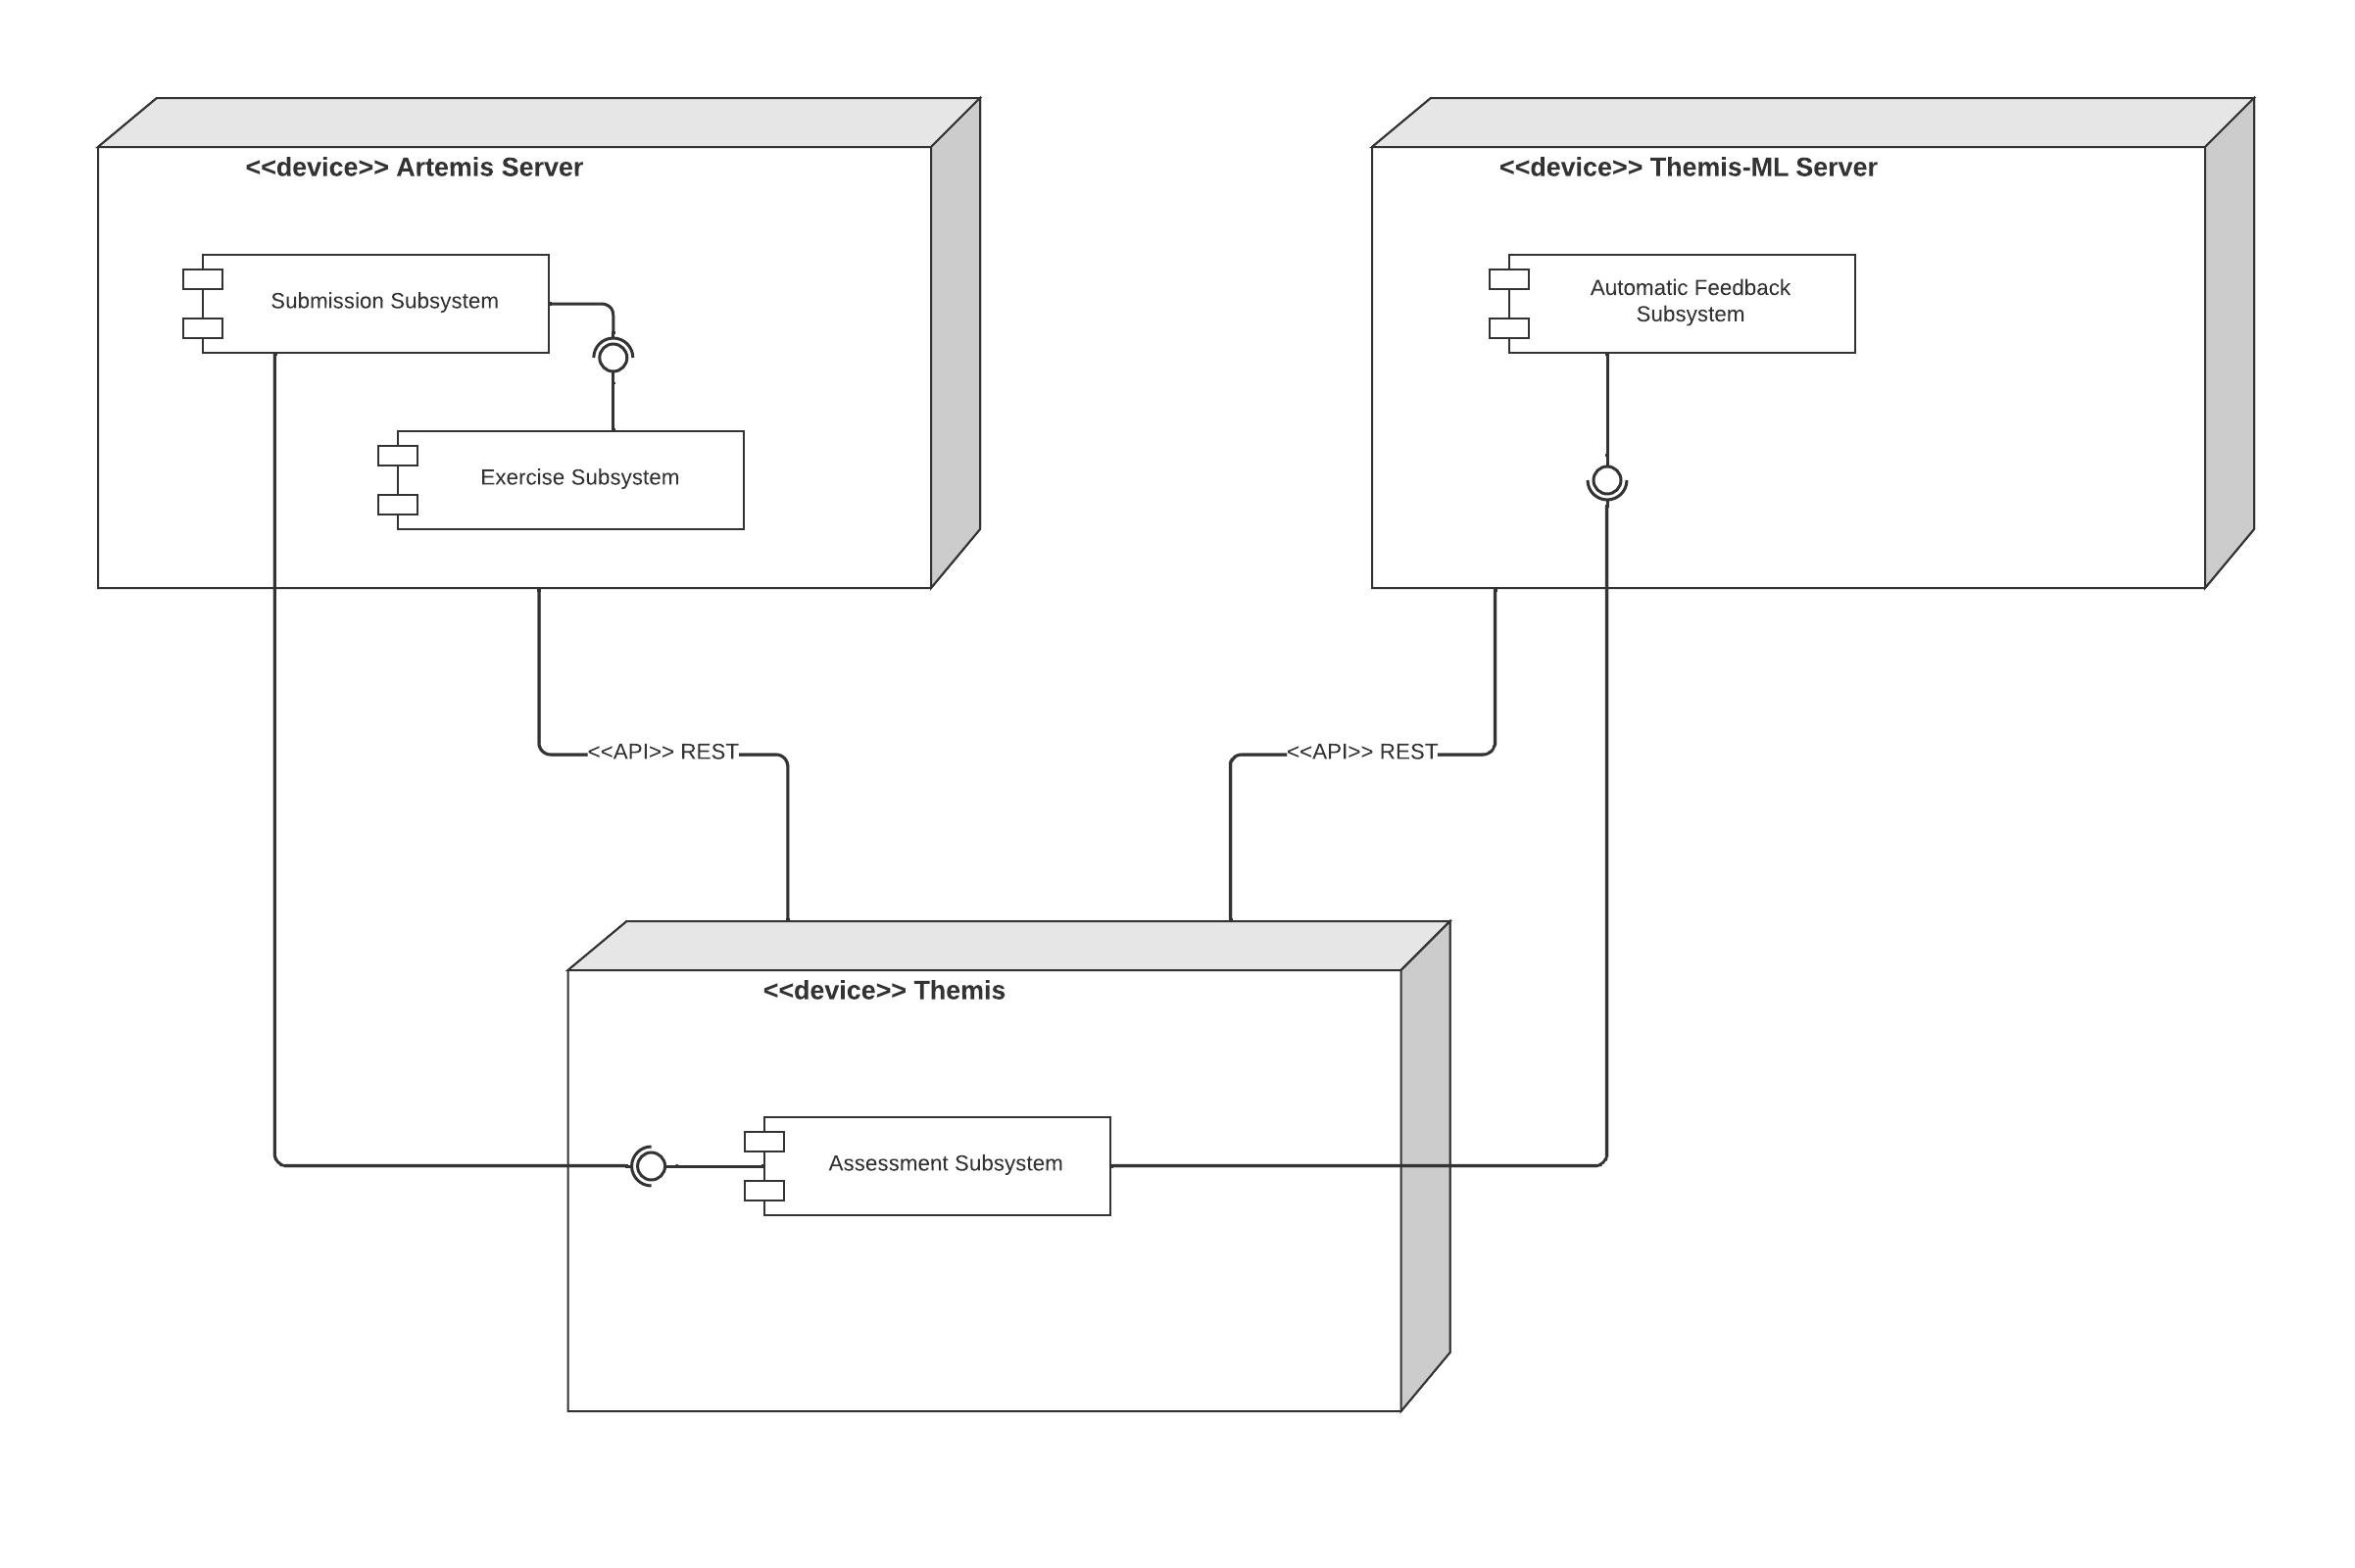 <<device>> Artemis Server
Submission Subsystem
Exercise Subsystem
<<device>> Themis-ML Server
Automatic Feedback
Subsystem
<<API>> REST
<<API>> REST
<<device>> Themis
Assessment Subsystem